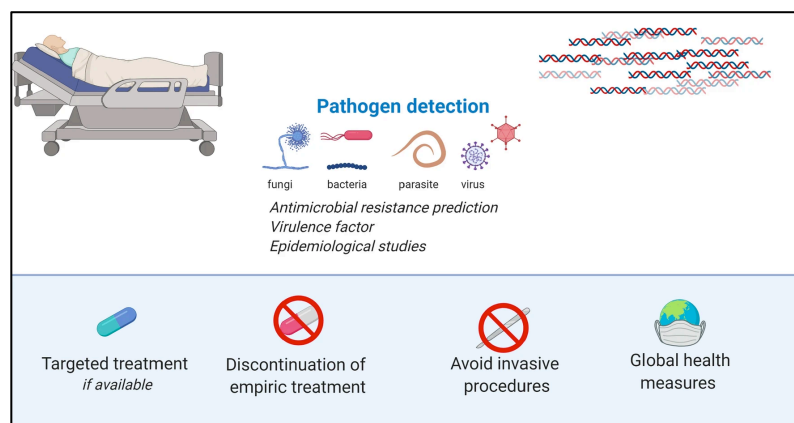 Pathogen detection
fungi bacteria parasite virus
Antimicrobial resistance prediction
Virulence factor
Epidemiological studies
Targeted treatment
if available
Discontinuation of
empiric treatment
Avoid invasive
procedures
Global health
measures